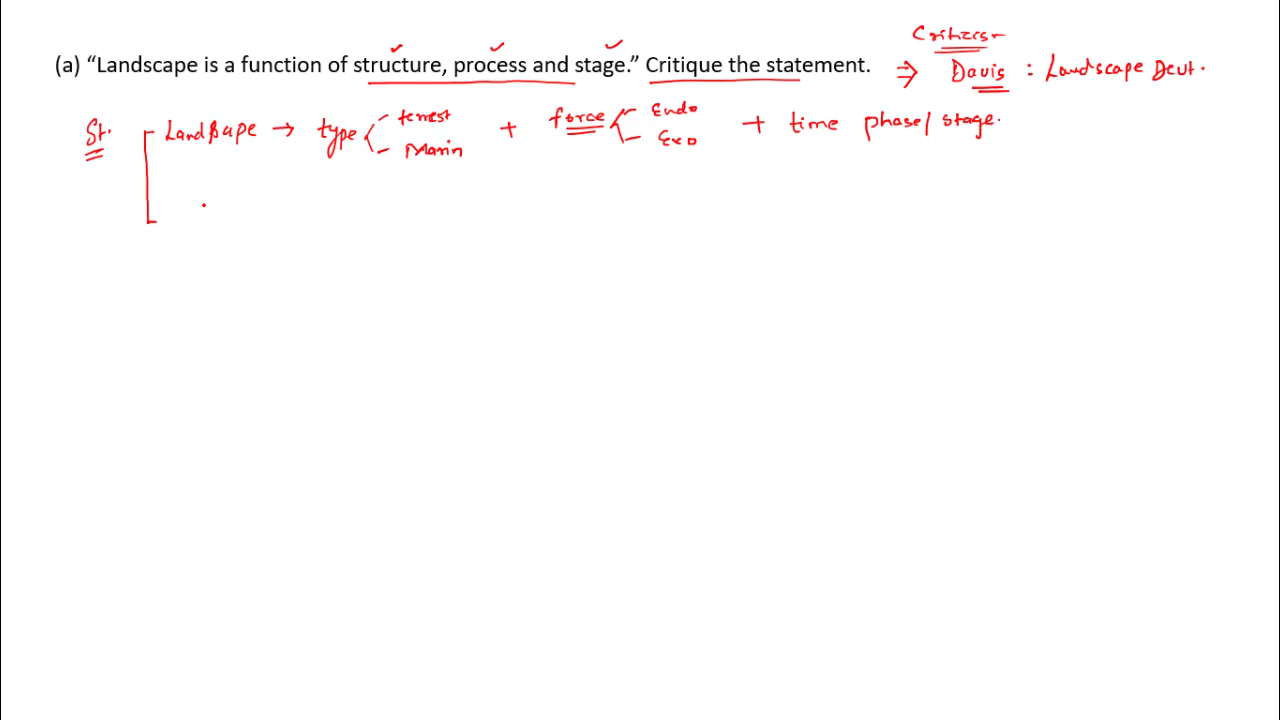 Criticism
(a) “Landscape is a function of structure, process and stage.” Critique the statement. ⇒ Davis : Landscape Devt.
St. Landscape → type terrest Marin + force Endo Exo + time phase/ stage.